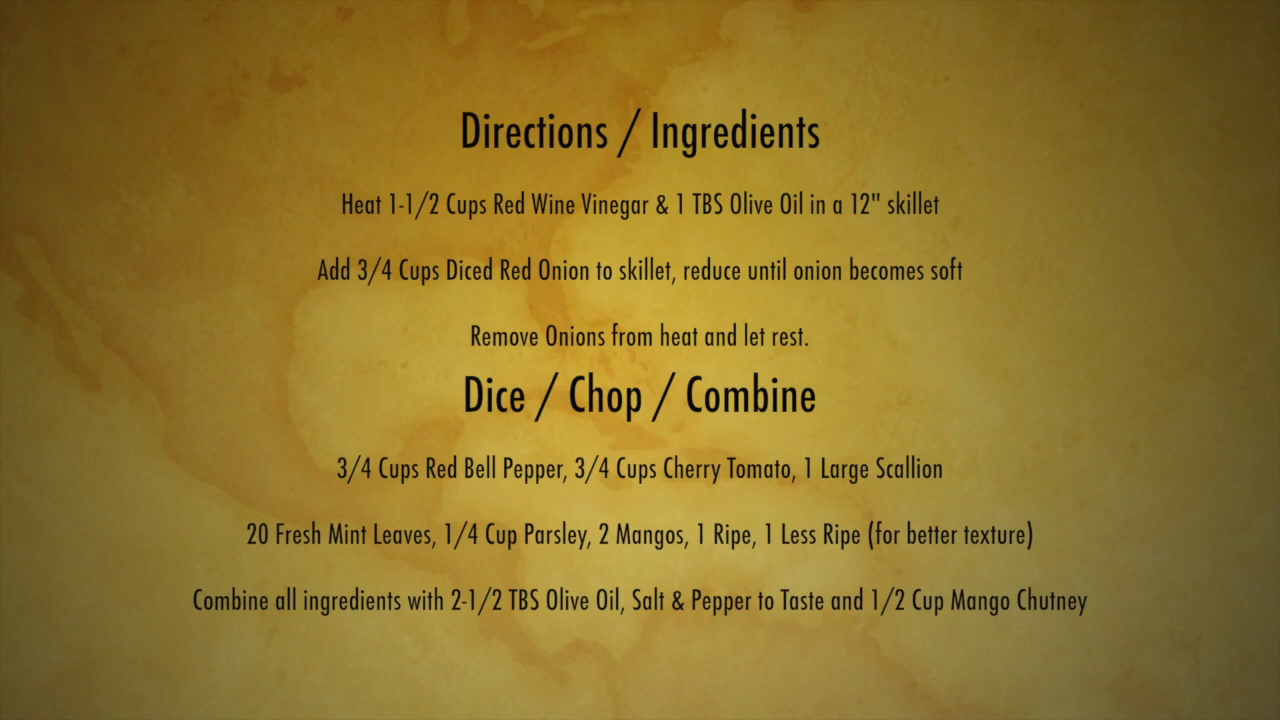 Directions / Ingredients
Heat 1-1/2 Cups Red Wine Vinegar & 1 TBS Olive Oil in a 12" skillet
Add 3/4 Cups Diced Red Onion to skillet, reduce until onion becomes soft
Remove Onions from heat and let rest.
Dice / Chop / Combine
3/4 Cups Red Bell Pepper, 3/4 Cups Cherry Tomato, 1 Large Scallion
20 Fresh Mint Leaves, 1/4 Cup Parsley, 2 Mangos, 1 Ripe, 1 Less Ripe (for better texture)
Combine all ingredients with 2-1/2 TBS Olive Oil, Salt & Pepper to Taste and 1/2 Cup Mango Chutney